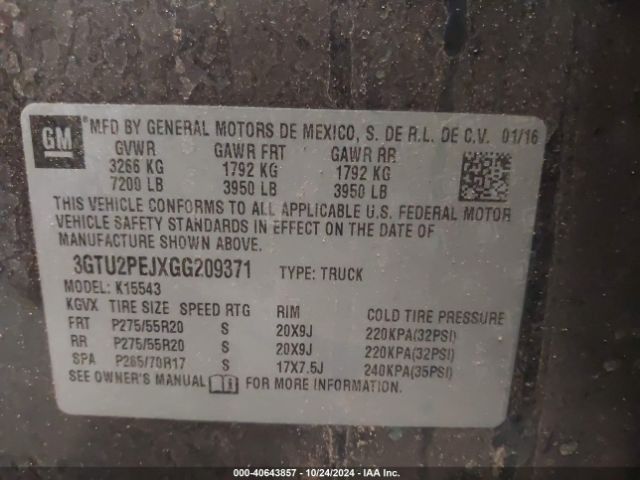 GM
MFD BY GENERAL MOTORS DE MEXICO, S. DE R.L. DE C.V. 01/16
GVWR GAWR FRT GAWR RR
3266 KG 1792 KG 1792 KG
7200 LB 3950 LB 3950 LB
THIS VEHICLE CONFORMS TO ALL APPLICABLE U.S. FEDERAL MOTOR
VEHICLE SAFETY STANDARDS IN EFFECT ON THE DATE OF
MANUFACTURE SHOWN ABOVE.
3GTU2PEJXGG209371 TYPE: TRUCK
MODEL: K15543
KGVX TIRE SIZE SPEED RTG RIM COLD TIRE PRESSURE
FRT P275/55R20 S 20X9J 220KPA(32PSI)
RR P275/55R20 S 20X9J 220KPA(32PSI)
SPA P265/70R17 S 17X7.5J 240KPA(35PSI)
SEE OWNER'S MANUAL FOR MORE INFORMATION.
000-40643857 - 10/24/2024 - IAA Inc.